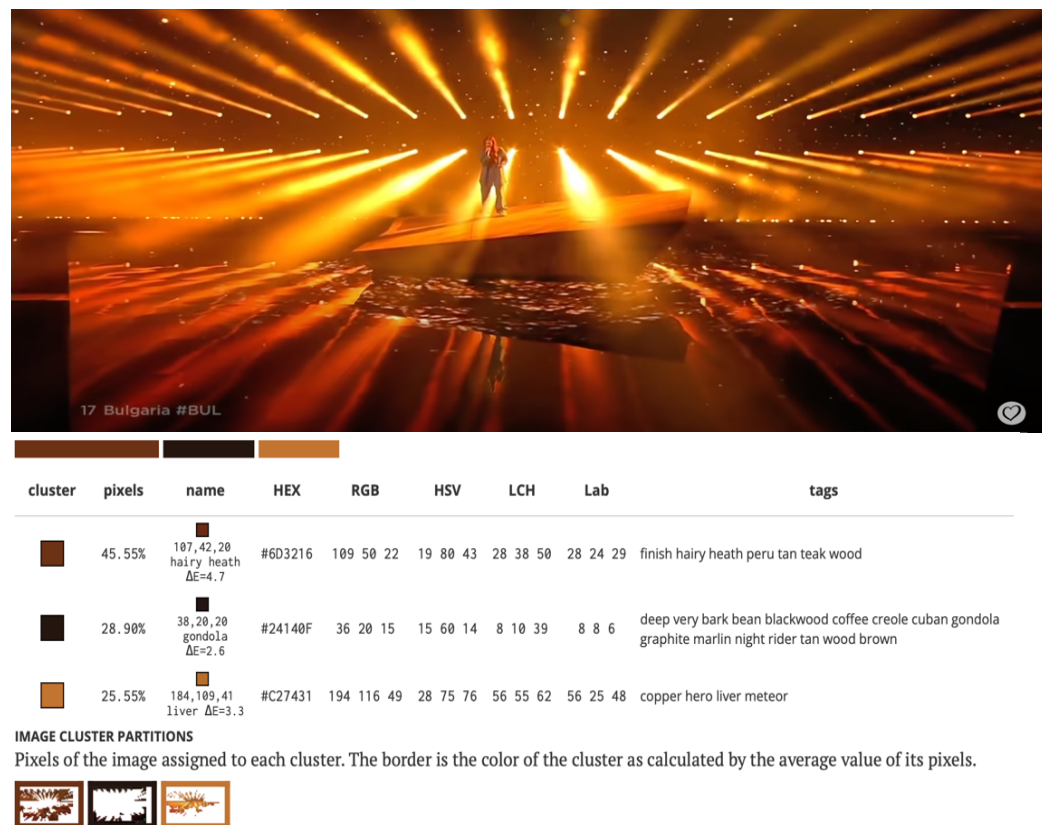 17 Bulgaria #BUL
cluster pixels name HEX RGB HSV LCH Lab tags
45.55% 107,42,20 hairy heath ΔE=4.7 #6D3216 109 50 22 19 80 43 28 38 50 28 24 29 finish hairy heath peru tan teak wood
28.90% 38,20,20 gondola ΔE=2.6 #24140F 36 20 15 15 60 14 8 10 39 8 8 6 deep very bark bean blackwood coffee creole cuban gondola
graphite marlin night rider tan wood brown
25.55% 184,109,41 liver ΔE=3.3 #C27431 194 116 49 28 75 76 56 55 62 56 25 48 copper hero liver meteor
IMAGE CLUSTER PARTITIONS
Pixels of the image assigned to each cluster. The border is the color of the cluster as calculated by the average value of its pixels.